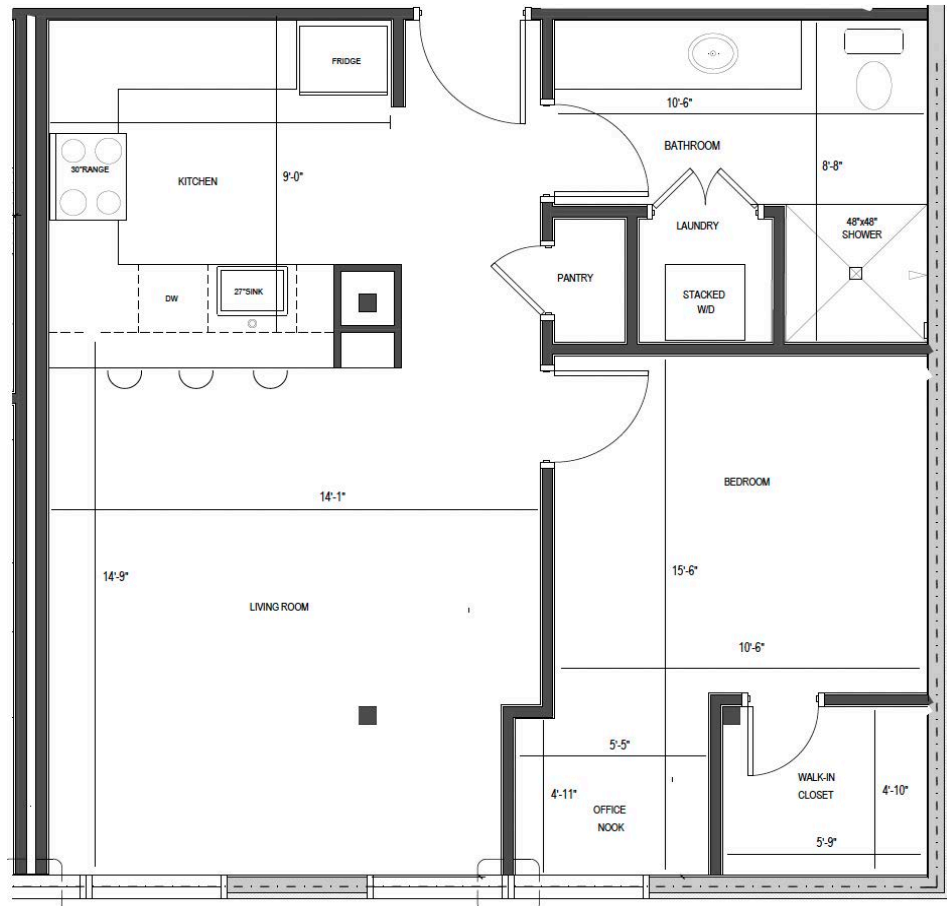 FRIDGE
10'-6"
BATHROOM
30"RANGE
KITCHEN
9'-0"
8'-8"
LAUNDRY
48"x48"
SHOWER
PANTRY
DW
27"SINK
STACKED
W/D
BEDROOM
14'-1"
14'-9"
15'-6"
LIVING ROOM
10'-6"
5'-5"
WALK-IN
CLOSET
4'-11"
4'-10"
OFFICE
NOOK
5'-9"